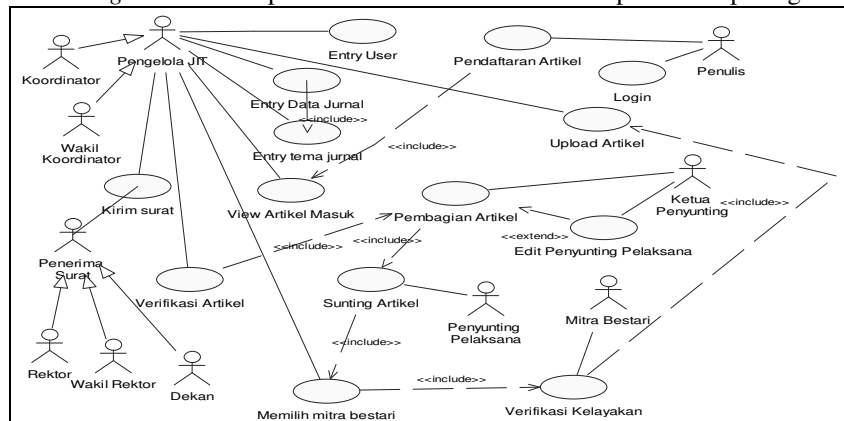 Entry User
Pendaftaran Artikel
Penulis
Koordinator
Pengelola JIT
Login
Entry Data Jurnal
<<include>>
Upload Artikel
Wakil
Koordinator
Entry tema jurnal
<<include>>
Kirim surat
View Artikel Masuk
Pembagian Artikel
Ketua
Penyunting
<<include>>
<<extend>>
Edit Penyunting Pelaksana
Penerima
Surat
<<include>>
<<include>>
Verifikasi Artikel
Sunting Artikel
Penyunting
Pelaksana
Mitra Bestari
<<include>>
Rektor
Wakil Rektor
Dekan
<<include>>
Memilih mitra bestari
Verifikasi Kelayakan